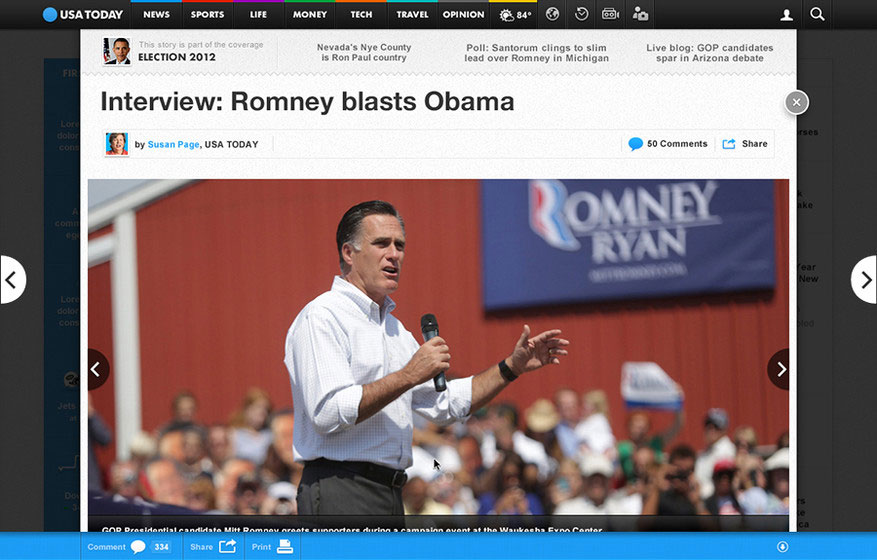 USA TODAY
NEWS
SPORTS
LIFE
MONEY
TECH
TRAVEL
OPINION
84°
This story is part of the coverage
ELECTION 2012
Nevada's Nye County
is Ron Paul country
Poll: Santorum clings to slim
lead over Romney in Michigan
Live blog: GOP candidates
spar in Arizona debate
Interview: Romney blasts Obama
by Susan Page, USA TODAY
50 Comments
Share
ROMNEY
RYAN
GOP Presidential candidate Mitt Romney greets supporters during a campaign event at the Waukesha Expo Center
Comment
334
Share
Print